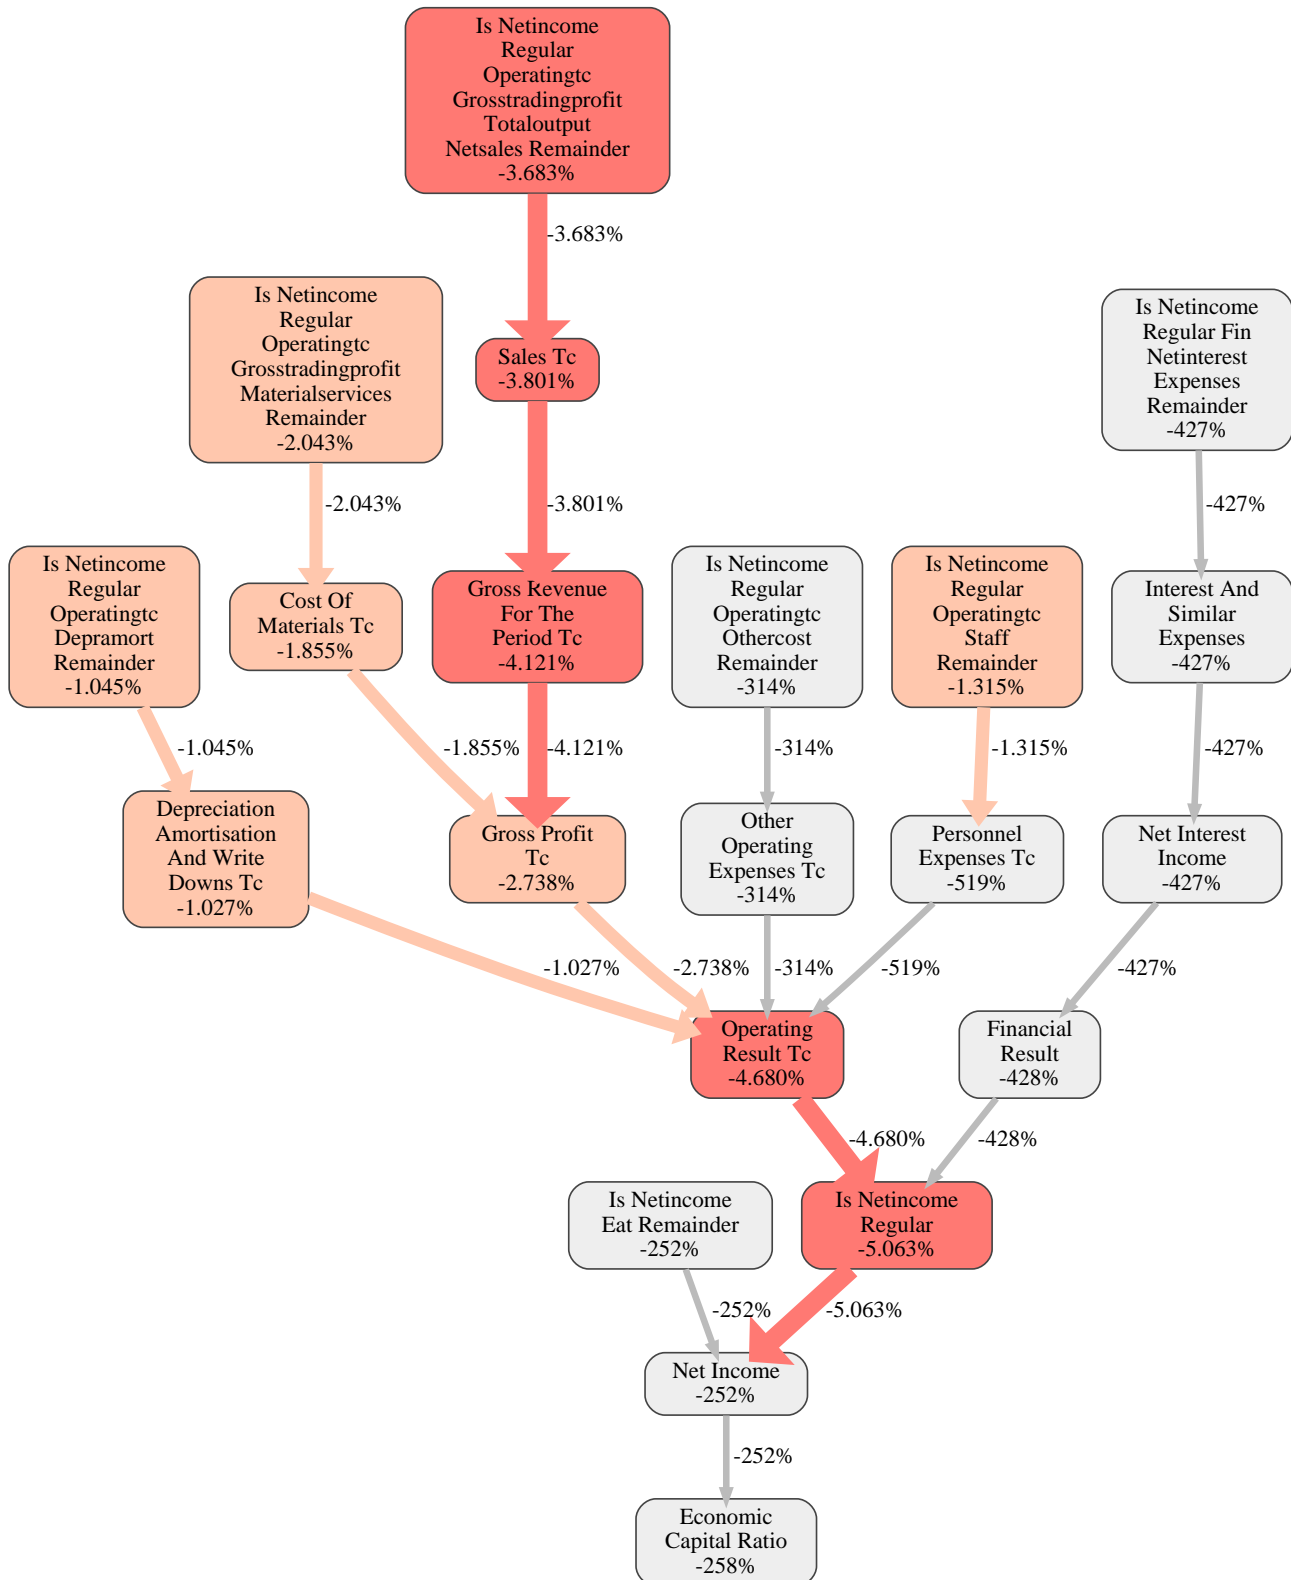 Is Netincome
Regular
Operatingtc
Grosstradingprofit
Totaloutput
Netsales Remainder
-3.683%
-3.683%
Is Netincome
Regular
Operatingtc
Grosstradingprofit
Materialservices
Remainder
-2.043%
Sales Tc
-3.801%
Is Netincome
Regular Fin
Netinterest
Expenses
Remainder
-427%
-2.043%
-3.801%
-427%
Is Netincome
Regular
Operatingtc
Depramort
Remainder
-1.045%
Cost Of
Materials Tc
-1.855%
Gross Revenue
For The
Period Tc
-4.121%
Is Netincome
Regular
Operatingtc
Othercost
Remainder
-314%
Is Netincome
Regular
Operatingtc
Staff
Remainder
-1.315%
Interest And
Similar
Expenses
-427%
-1.045%
-1.855%
-4.121%
-314%
-1.315%
-427%
Depreciation
Amortisation
And Write
Downs Tc
-1.027%
Gross Profit
Tc
-2.738%
Other
Operating
Expenses Tc
-314%
Personnel
Expenses Tc
-519%
Net Interest
Income
-427%
-1.027%
-2.738%
-314%
-519%
-427%
Operating
Result Tc
-4.680%
Financial
Result
-428%
-4.680%
-428%
Is Netincome
Eat Remainder
-252%
Is Netincome
Regular
-5.063%
-252%
-5.063%
Net Income
-252%
-252%
Economic
Capital Ratio
-258%